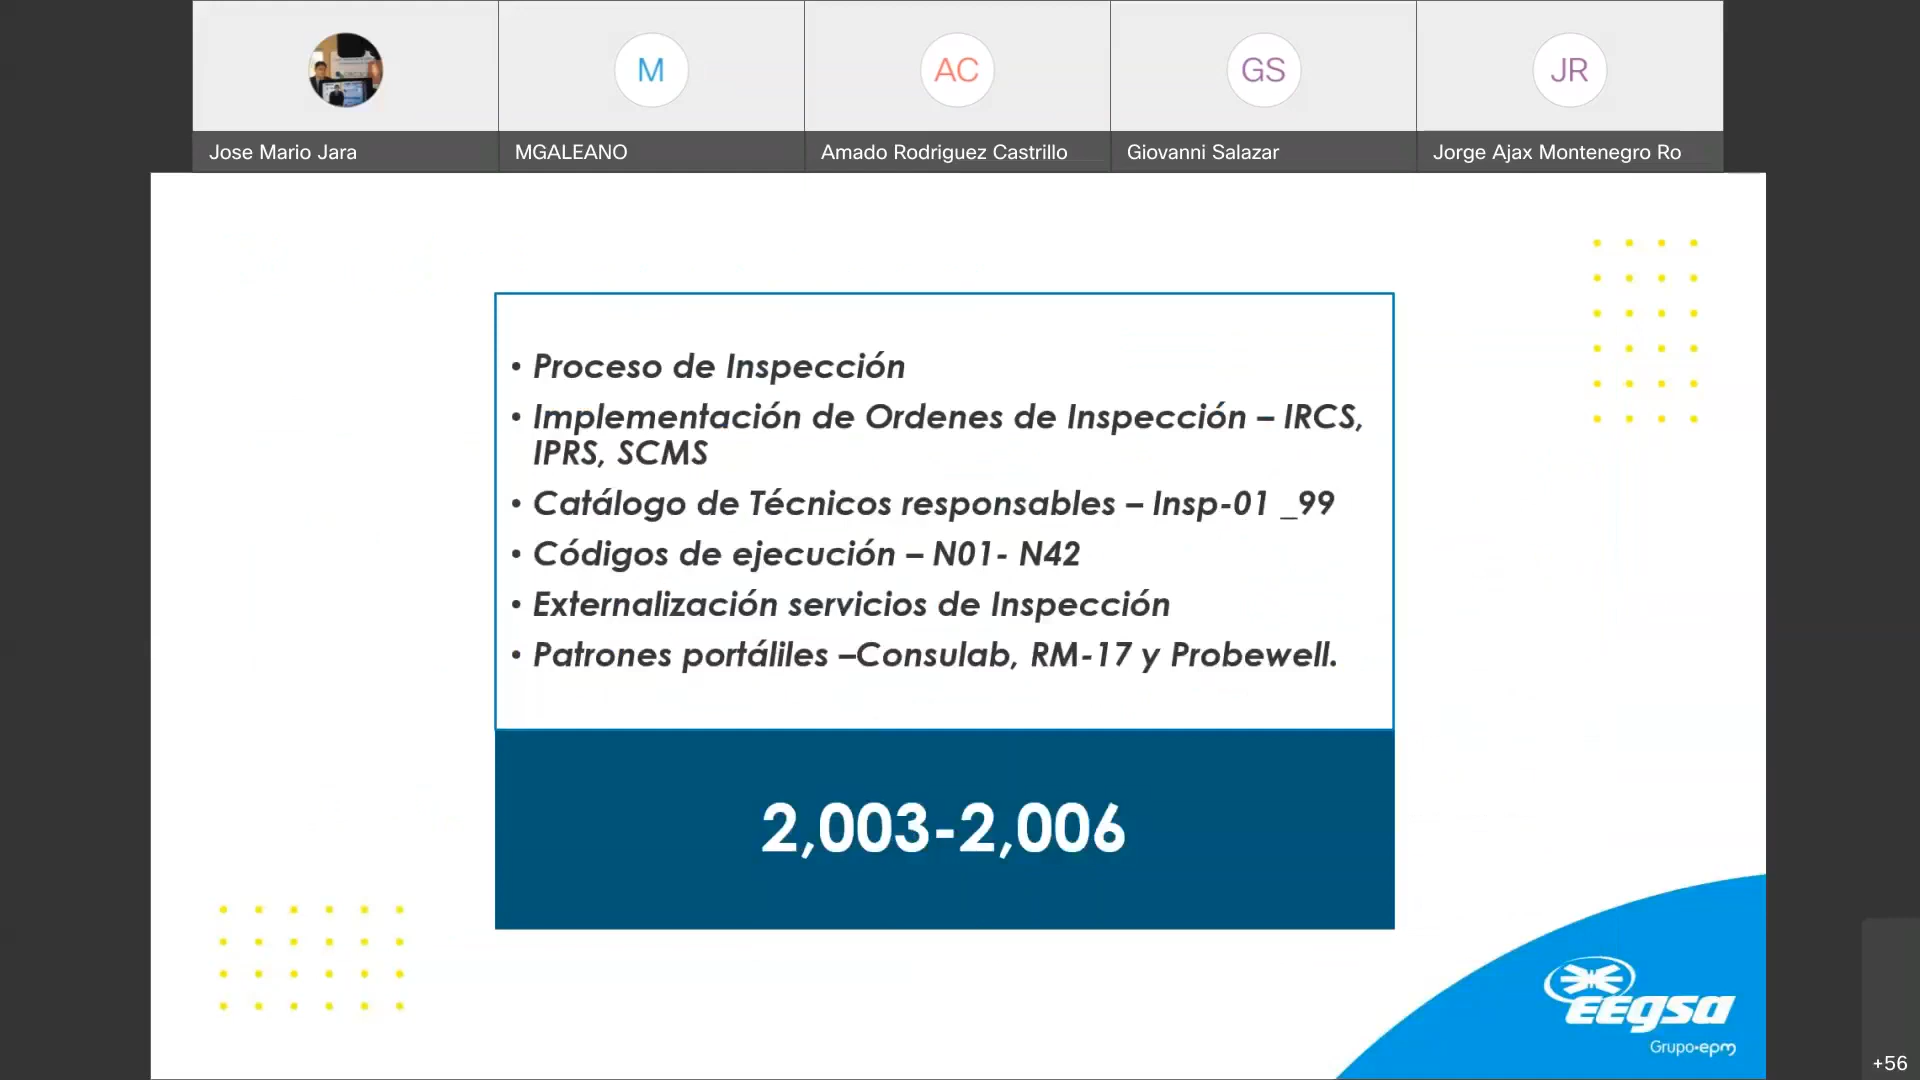 M
AC
GS
JR
Jose Mario Jara
MGALEANO
Amado Rodriguez Castrillo
Giovanni Salazar
Jorge Ajax Montenegro Ro
• Proceso de Inspección
• Implementación de Ordenes de Inspección – IRCS,
IPRS, SCMS
• Catálogo de Técnicos responsables – Insp-01 _99
• Códigos de ejecución – N01- N42
• Externalización servicios de Inspección
• Patrones portáliles –Consulab, RM-17 y Probewell.
2,003-2,006
EEGSA
Grupo•epm
+56